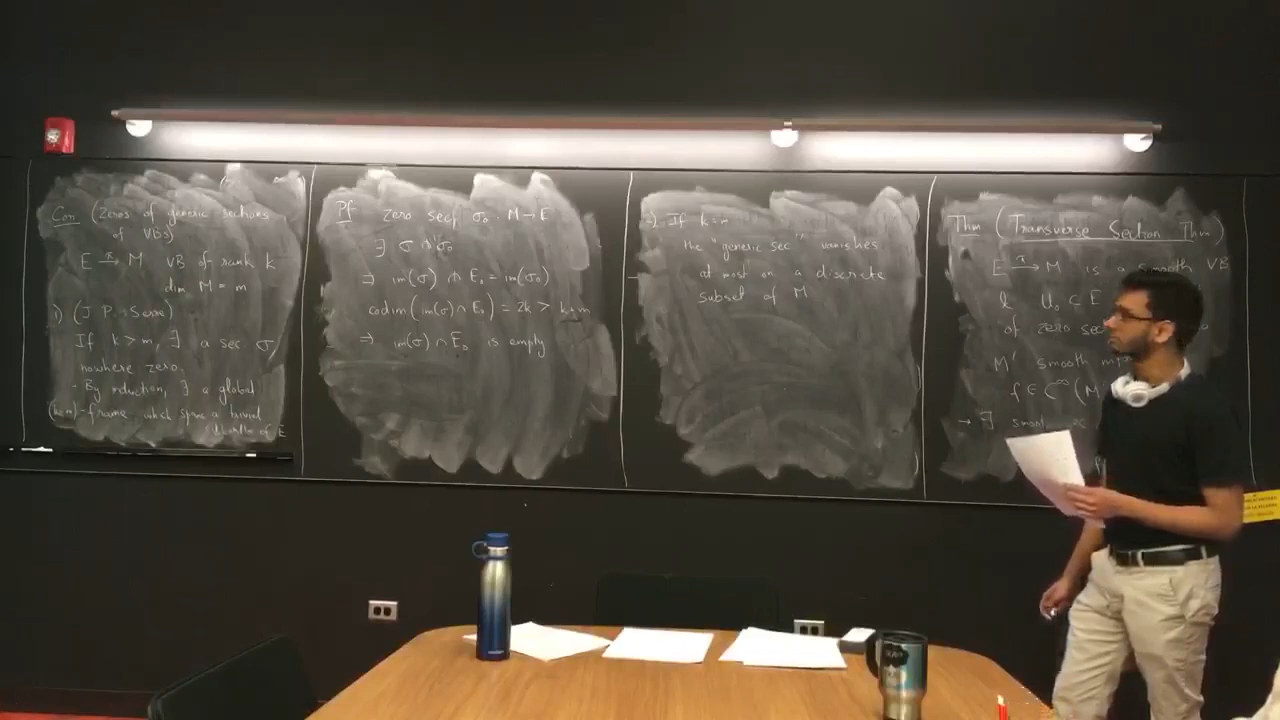 Cor (Zeros of generic sections
of VBs)
E →π M VB of rank k
dim M = m
1) (J P. Serre)
If k > m, ∃ a sec σ
nowhere zero.
- By induction, ∃ a global
(k-m)-frame which spans a trivial
of E
Pf zero sec σ₀ : M → E
∃ σ ⋔ σ₀
⇒ im(σ) ⋔ E₀ = im(σ₀)
codim(im(σ) ∩ E₀) = 2k > k+m
⇒ im(σ) ∩ E₀ is empty
2) If k = m
the "generic sec" vanishes
at most on a discrete
subset of M
Thm (Transverse Section Thm)
E →π M is a smooth VB
U₀ ⊂ E
of zero sec
M' smooth
f ∈ C^∞(M'
→ ∃ smooth